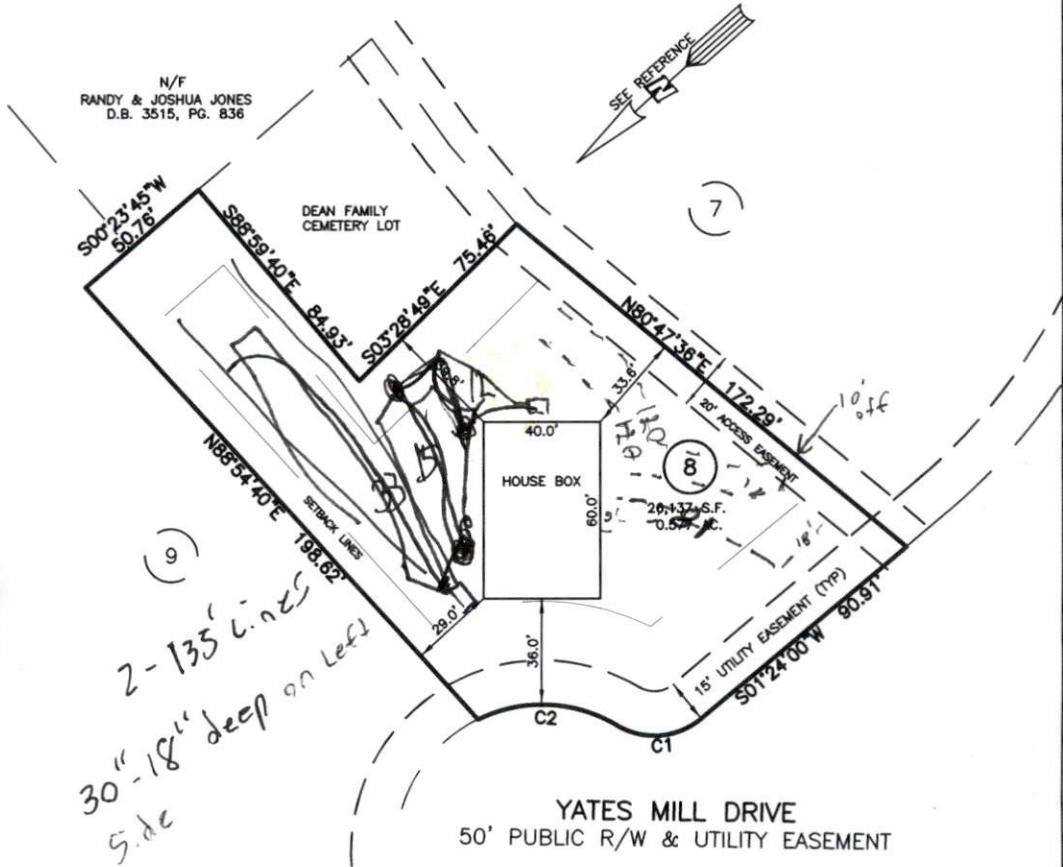 N/F
RANDY & JOSHUA JONES
D.B. 3515, PG. 836
SEE REFERENCE
N
7
DEAN FAMILY
CEMETERY LOT
S00°23'45"W
50.76'
S88°59'40"E 84.93'
S03°28'49"E 75.46'
N80°47'36"E 172.29'
33.6'
20' ACCESS EASEMENT
10' off
40.0'
HOUSE BOX
60.0'
8
18'
N88°54'40"E 198.62'
SETBACK LINES
9
29.0'
36.0'
15' UTILITY EASEMENT (TYP)
S01°24'00"W 90.91'
C2
C1
2-135' Lines
30"-18" deep on Left
Side
YATES MILL DRIVE
50' PUBLIC R/W & UTILITY EASEMENT